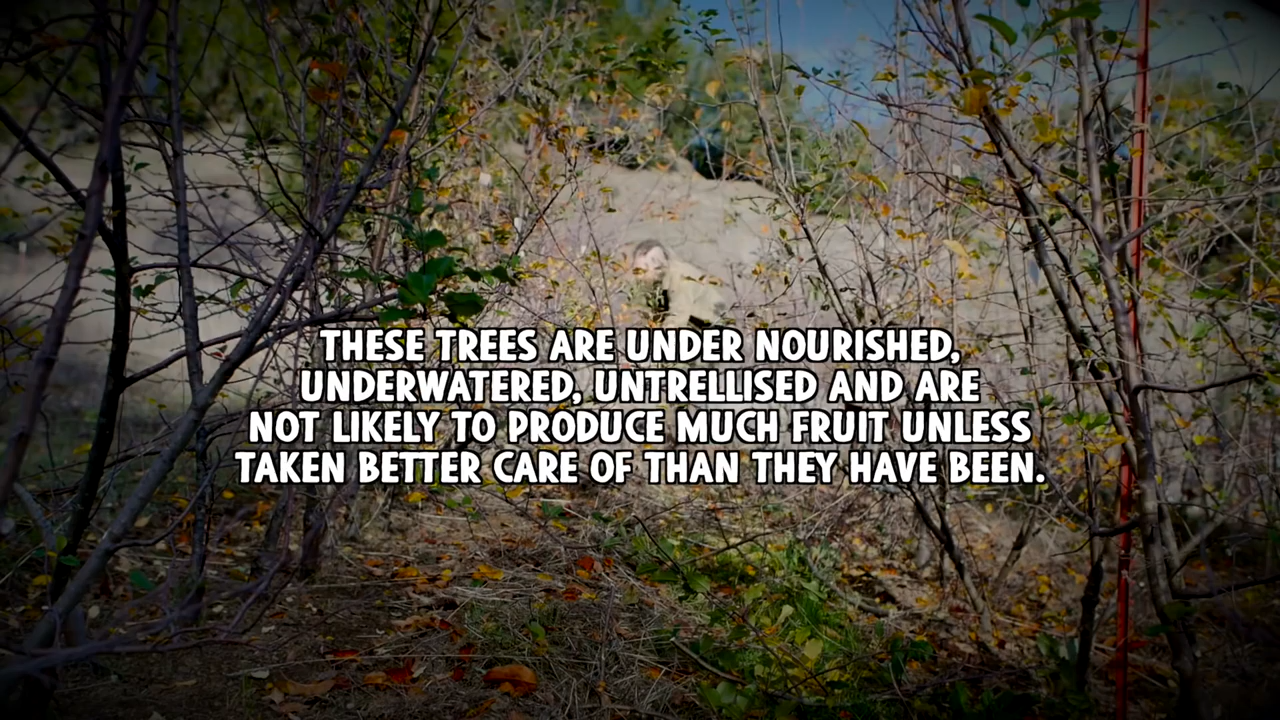 THESE TREES ARE UNDER NOURISHED,
UNDERWATERED, UNTRELLISED AND ARE
NOT LIKELY TO PRODUCE MUCH FRUIT UNLESS
TAKEN BETTER CARE OF THAN THEY HAVE BEEN.